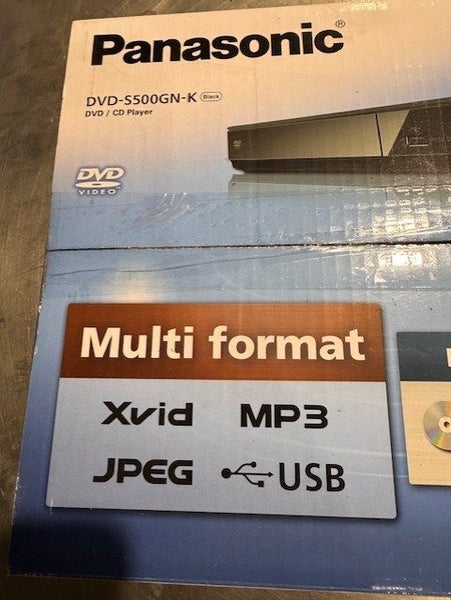 Panasonic®
DVD-S500GN-K Black
DVD / CD Player
DVD
VIDEO
Multi format
Xvid MP3
JPEG USB